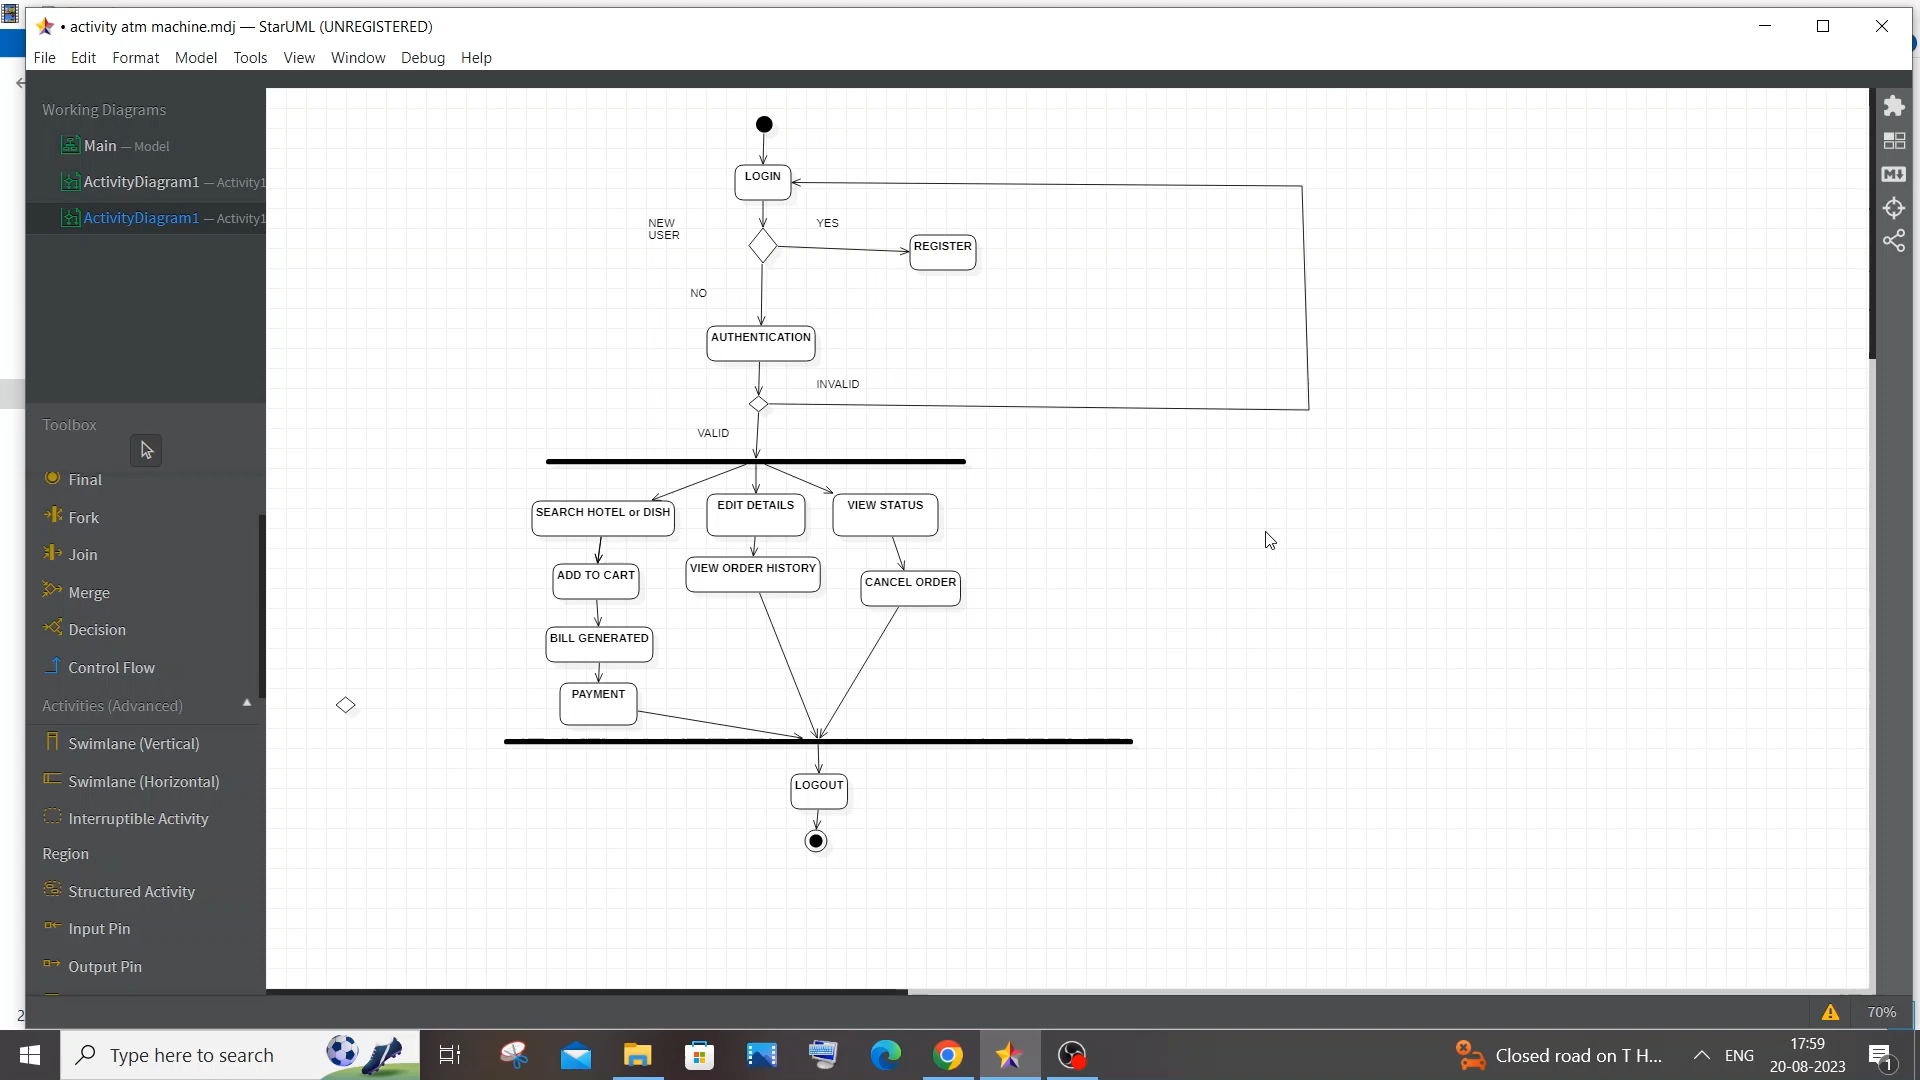 • activity atm machine.mdj — StarUML (UNREGISTERED)
File Edit Format Model Tools View Window Debug Help
Working Diagrams
Main — Model
ActivityDiagram1 — Activity1
ActivityDiagram1 — Activity1
Toolbox
Final
Fork
Join
Merge
Decision
Control Flow
Activities (Advanced)
Swimlane (Vertical)
Swimlane (Horizontal)
Interruptible Activity
Region
Structured Activity
Input Pin
Output Pin
LOGIN
NEW
USER
YES
REGISTER
NO
AUTHENTICATION
INVALID
VALID
SEARCH HOTEL or DISH
EDIT DETAILS
VIEW STATUS
ADD TO CART
VIEW ORDER HISTORY
CANCEL ORDER
BILL GENERATED
PAYMENT
LOGOUT
M
70%
2
Type here to search
Closed road on T H...
ENG
17:59
20-08-2023
1